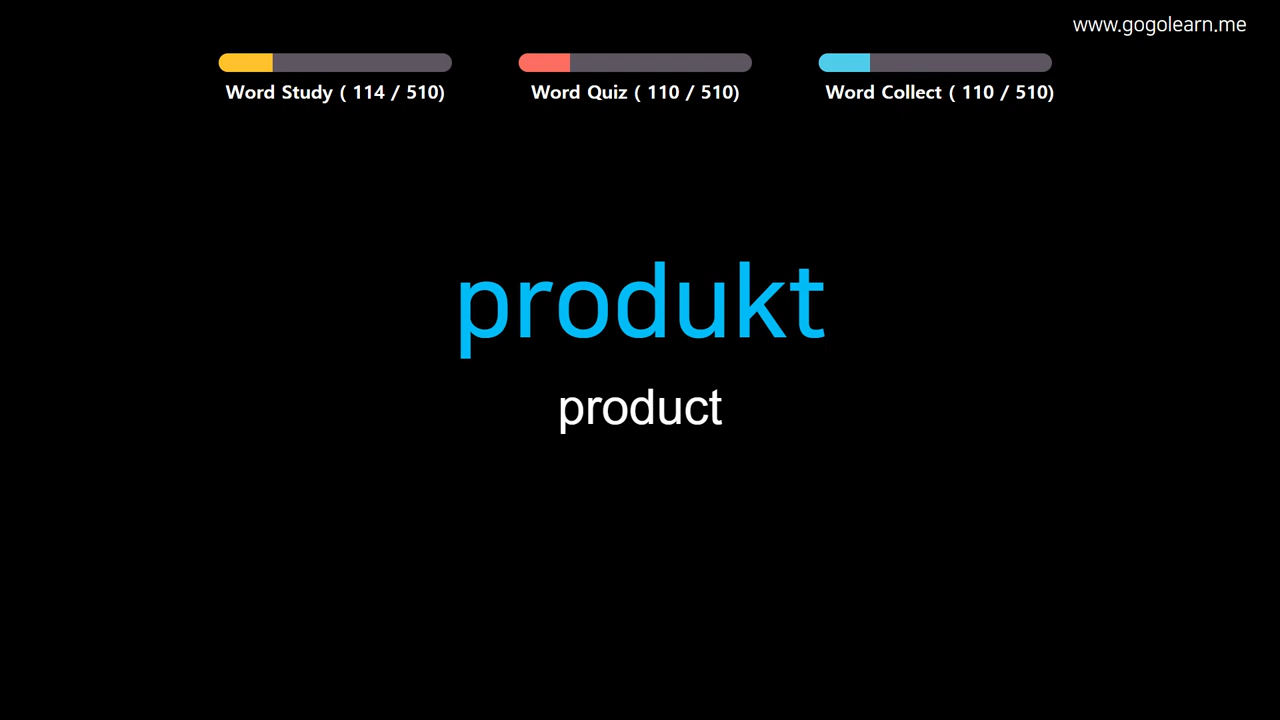 www.gogolearn.me
Word Study ( 114 / 510) Word Quiz ( 110 / 510) Word Collect ( 110 / 510)
produkt
product